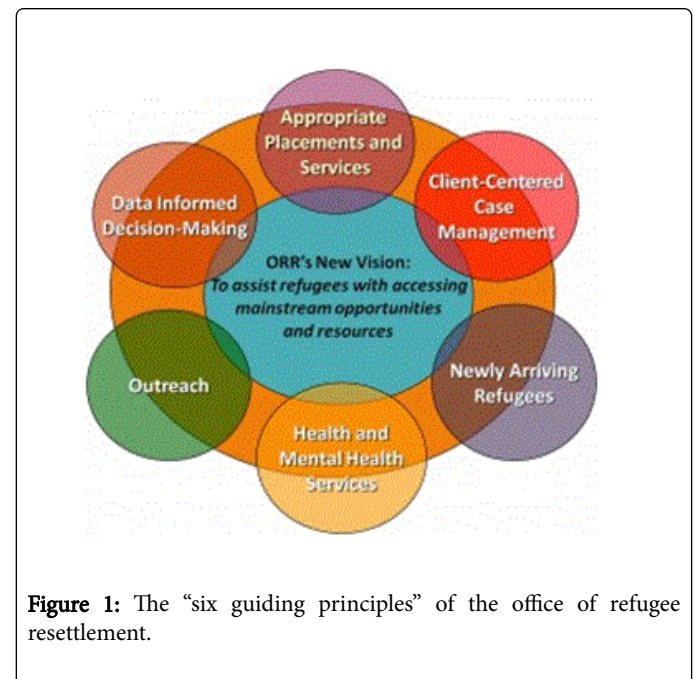 Appropriate
Placements and
Services
Client-Centered
Case
Management
Data Informed
Decision-Making
ORR's New Vision:
To assist refugees with accessing
mainstream opportunities
and resources
Newly Arriving
Refugees
Outreach
Health and
Mental Health
Services
Figure 1: The “six guiding principles” of the office of refugee
resettlement.